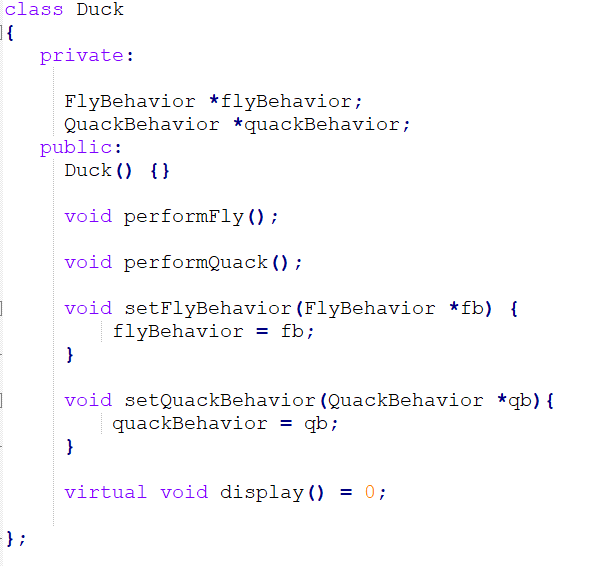 class Duck
{
private:
FlyBehavior *flyBehavior;
QuackBehavior *quackBehavior;
public:
Duck() {}
void performFly();
void performQuack();
void setFlyBehavior(FlyBehavior *fb) {
flyBehavior = fb;
}
void setQuackBehavior(QuackBehavior *qb){
quackBehavior = qb;
}
virtual void display() = 0;
};